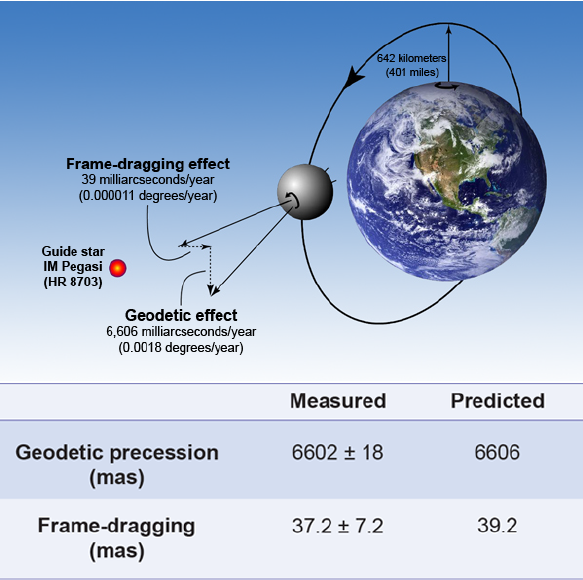 642 kilometers
(401 miles)
Frame-dragging effect
39 milliarcseconds/year
(0.000011 degrees/year)
Guide star
IM Pegasi
(HR 8703)
Geodetic effect
6,606 milliarcseconds/year
(0.0018 degrees/year)
Measured Predicted
Geodetic precession
(mas)
6602 ± 18 6606
Frame-dragging
(mas)
37.2 ± 7.2 39.2